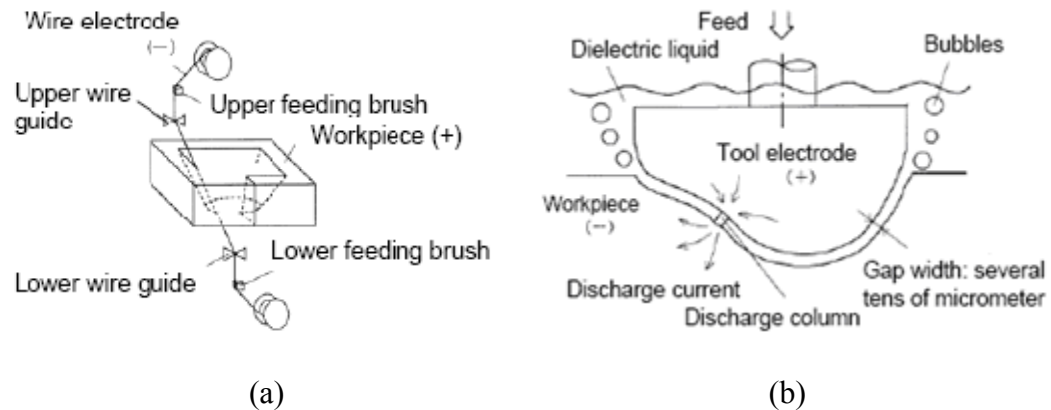 Wire electrode
(−)
Upper wire
guide
Upper feeding brush
Workpiece (+)
Lower feeding brush
Lower wire guide
(a)
Feed
Dielectric liquid
Bubbles
Tool electrode
(+)
Workpiece
(−)
Discharge current
Discharge column
Gap width: several
tens of micrometer
(b)